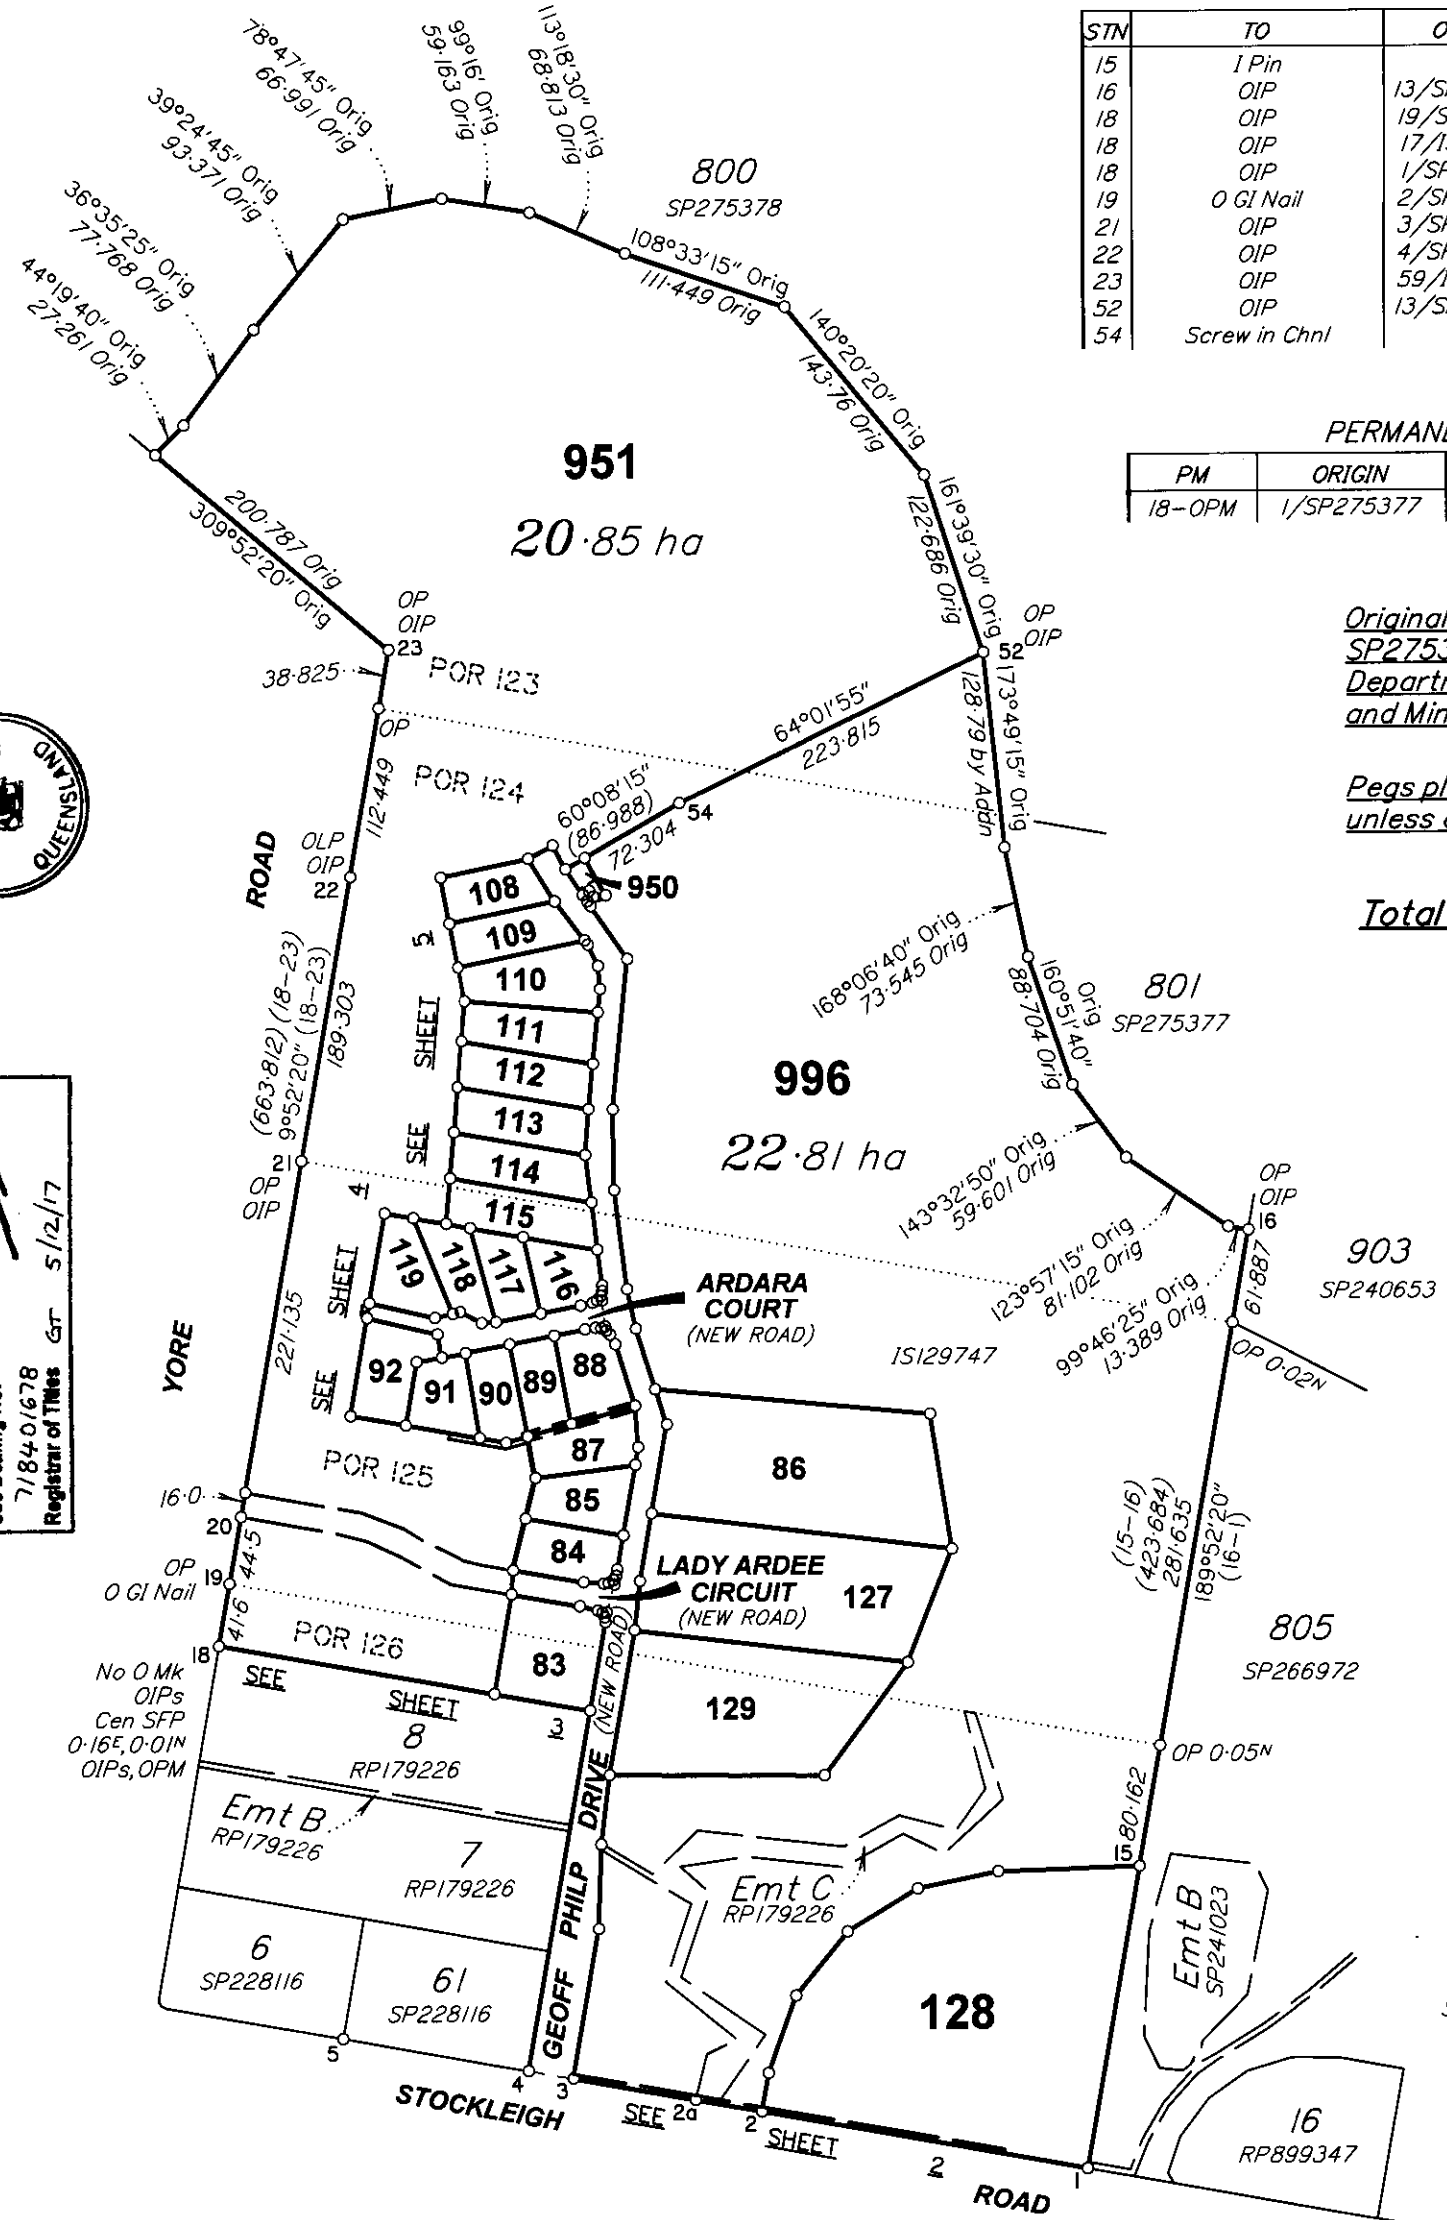 STN TO
15 I Pin
16 OIP 13/S
18 OIP 19/S
18 OIP 17/I
18 OIP 1/SP
19 O GI Nail 2/S
21 OIP 3/S
22 OIP 4/S
23 OIP 59/
52 OIP 13/S
54 Screw in Chnl
PM ORIGIN
18-OPM 1/SP275377
Original
Pegs
unless
Total
78°47'45" Orig
66·991 Orig
99°16' Orig
59·163 Orig
113°18'30" Orig
68·813 Orig
39°24'45" Orig
93·371 Orig
36°35'25" Orig
77·768 Orig
44°19'40" Orig
27·261 Orig
800
SP275378
108°33'15" Orig
111·449 Orig
140°20'20" Orig
143·76 Orig
951
20·85 ha
161°39'30" Orig
122·686 Orig
200·787 Orig
309°52'20" Orig
OP
OIP
23
OP
OIP
52
38·825
POR 123
OP
64°01'55"
223·815
173°49'15" Orig
128·79 by Addn
POR 124
112·449
60°08'15"
(86·988)
72·304
54
QUEENSLAND
ROAD
OLP
OIP
22
950
108
109
110
111
112
113
114
115
SEE SHEET 5
168°06'40" Orig
73·545 Orig
Orig
160°51'40"
88·704 Orig
801
SP275377
(663·812) (18-23)
9°52'20" (18-23)
189·303
996
22·81 ha
21
OP
OIP
143°32'50" Orig
59·601 Orig
123°57'15" Orig
81·102 Orig
99°46'25" Orig
13·389 Orig
OP
OIP
16
61·887
903
SP240653
OP 0·02N
SEE SHEET 4
119
118
117
116
ARDARA
COURT
(NEW ROAD)
IS129747
YORE
221·135
92
91
90
89
88
87
86
85
84
POR 125
718401678
Registrar of Titles GT 5/12/17
16·0
20
44·5
OP
O GI Nail
19
41·6
18
LADY ARDEE
CIRCUIT
(NEW ROAD)
127
(15-16)
(423·684)
281·635
189°52'20"
(16-1)
POR 126
83
No O Mk
OIPs
Cen SFP
0·16E, 0·01N
OIPs, OPM
SEE SHEET 3
805
SP266972
8
RP179226
129
OP 0·05N
80·162
15
Emt B
RP179226
7
RP179226
GEOFF PHILP DRIVE (NEW ROAD)
Emt C
RP179226
Emt B
SP241023
6
SP228116
61
SP228116
128
5
4
3
2a
2
1
STOCKLEIGH
SEE
SHEET
2
ROAD
16
RP899347